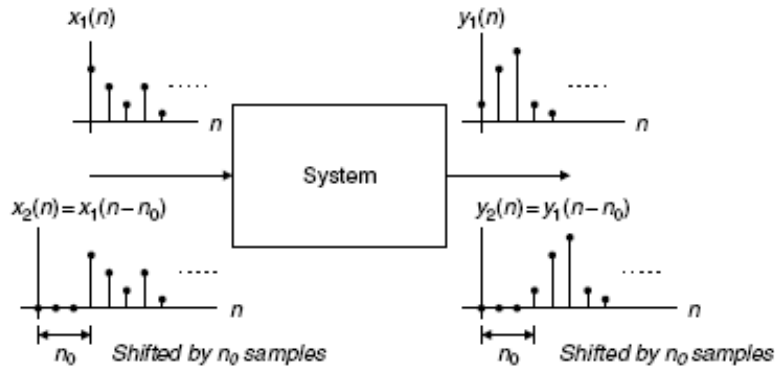 x₁(n)
y₁(n)
n
n
System
x₂(n)=x₁(n−n₀)
y₂(n)=y₁(n−n₀)
n
n
n₀ Shifted by n₀ samples
n₀ Shifted by n₀ samples